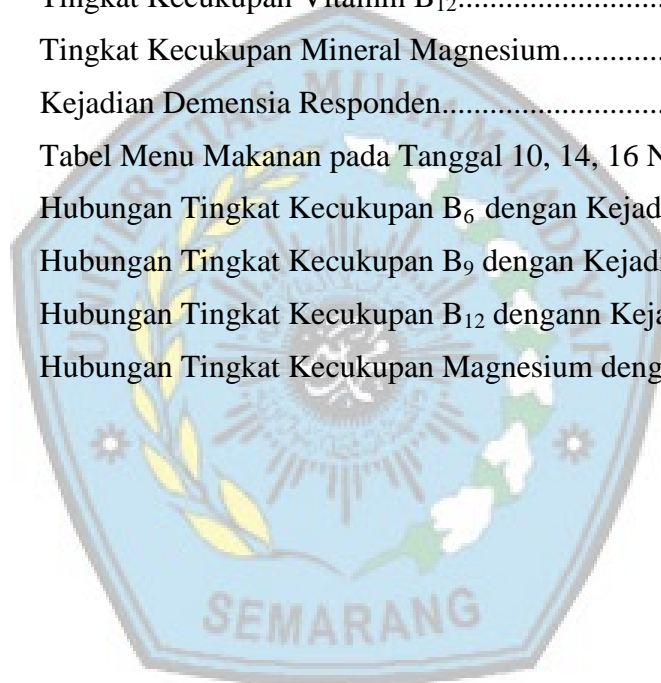 Tingkat Kecukupan Vitamin B12
Tingkat Kecukupan Mineral Magnesium
Kejadian Demensia Responden
Tabel Menu Makanan pada Tanggal 10, 14, 16 N
Hubungan Tingkat Kecukupan B6 dengan Kejad
Hubungan Tingkat Kecukupan B9 dengan Kejadi
Hubungan Tingkat Kecukupan B12 dengann Keja
Hubungan Tingkat Kecukupan Magnesium deng
UNIVERSITAS MUHAMMADIYAH
SEMARANG